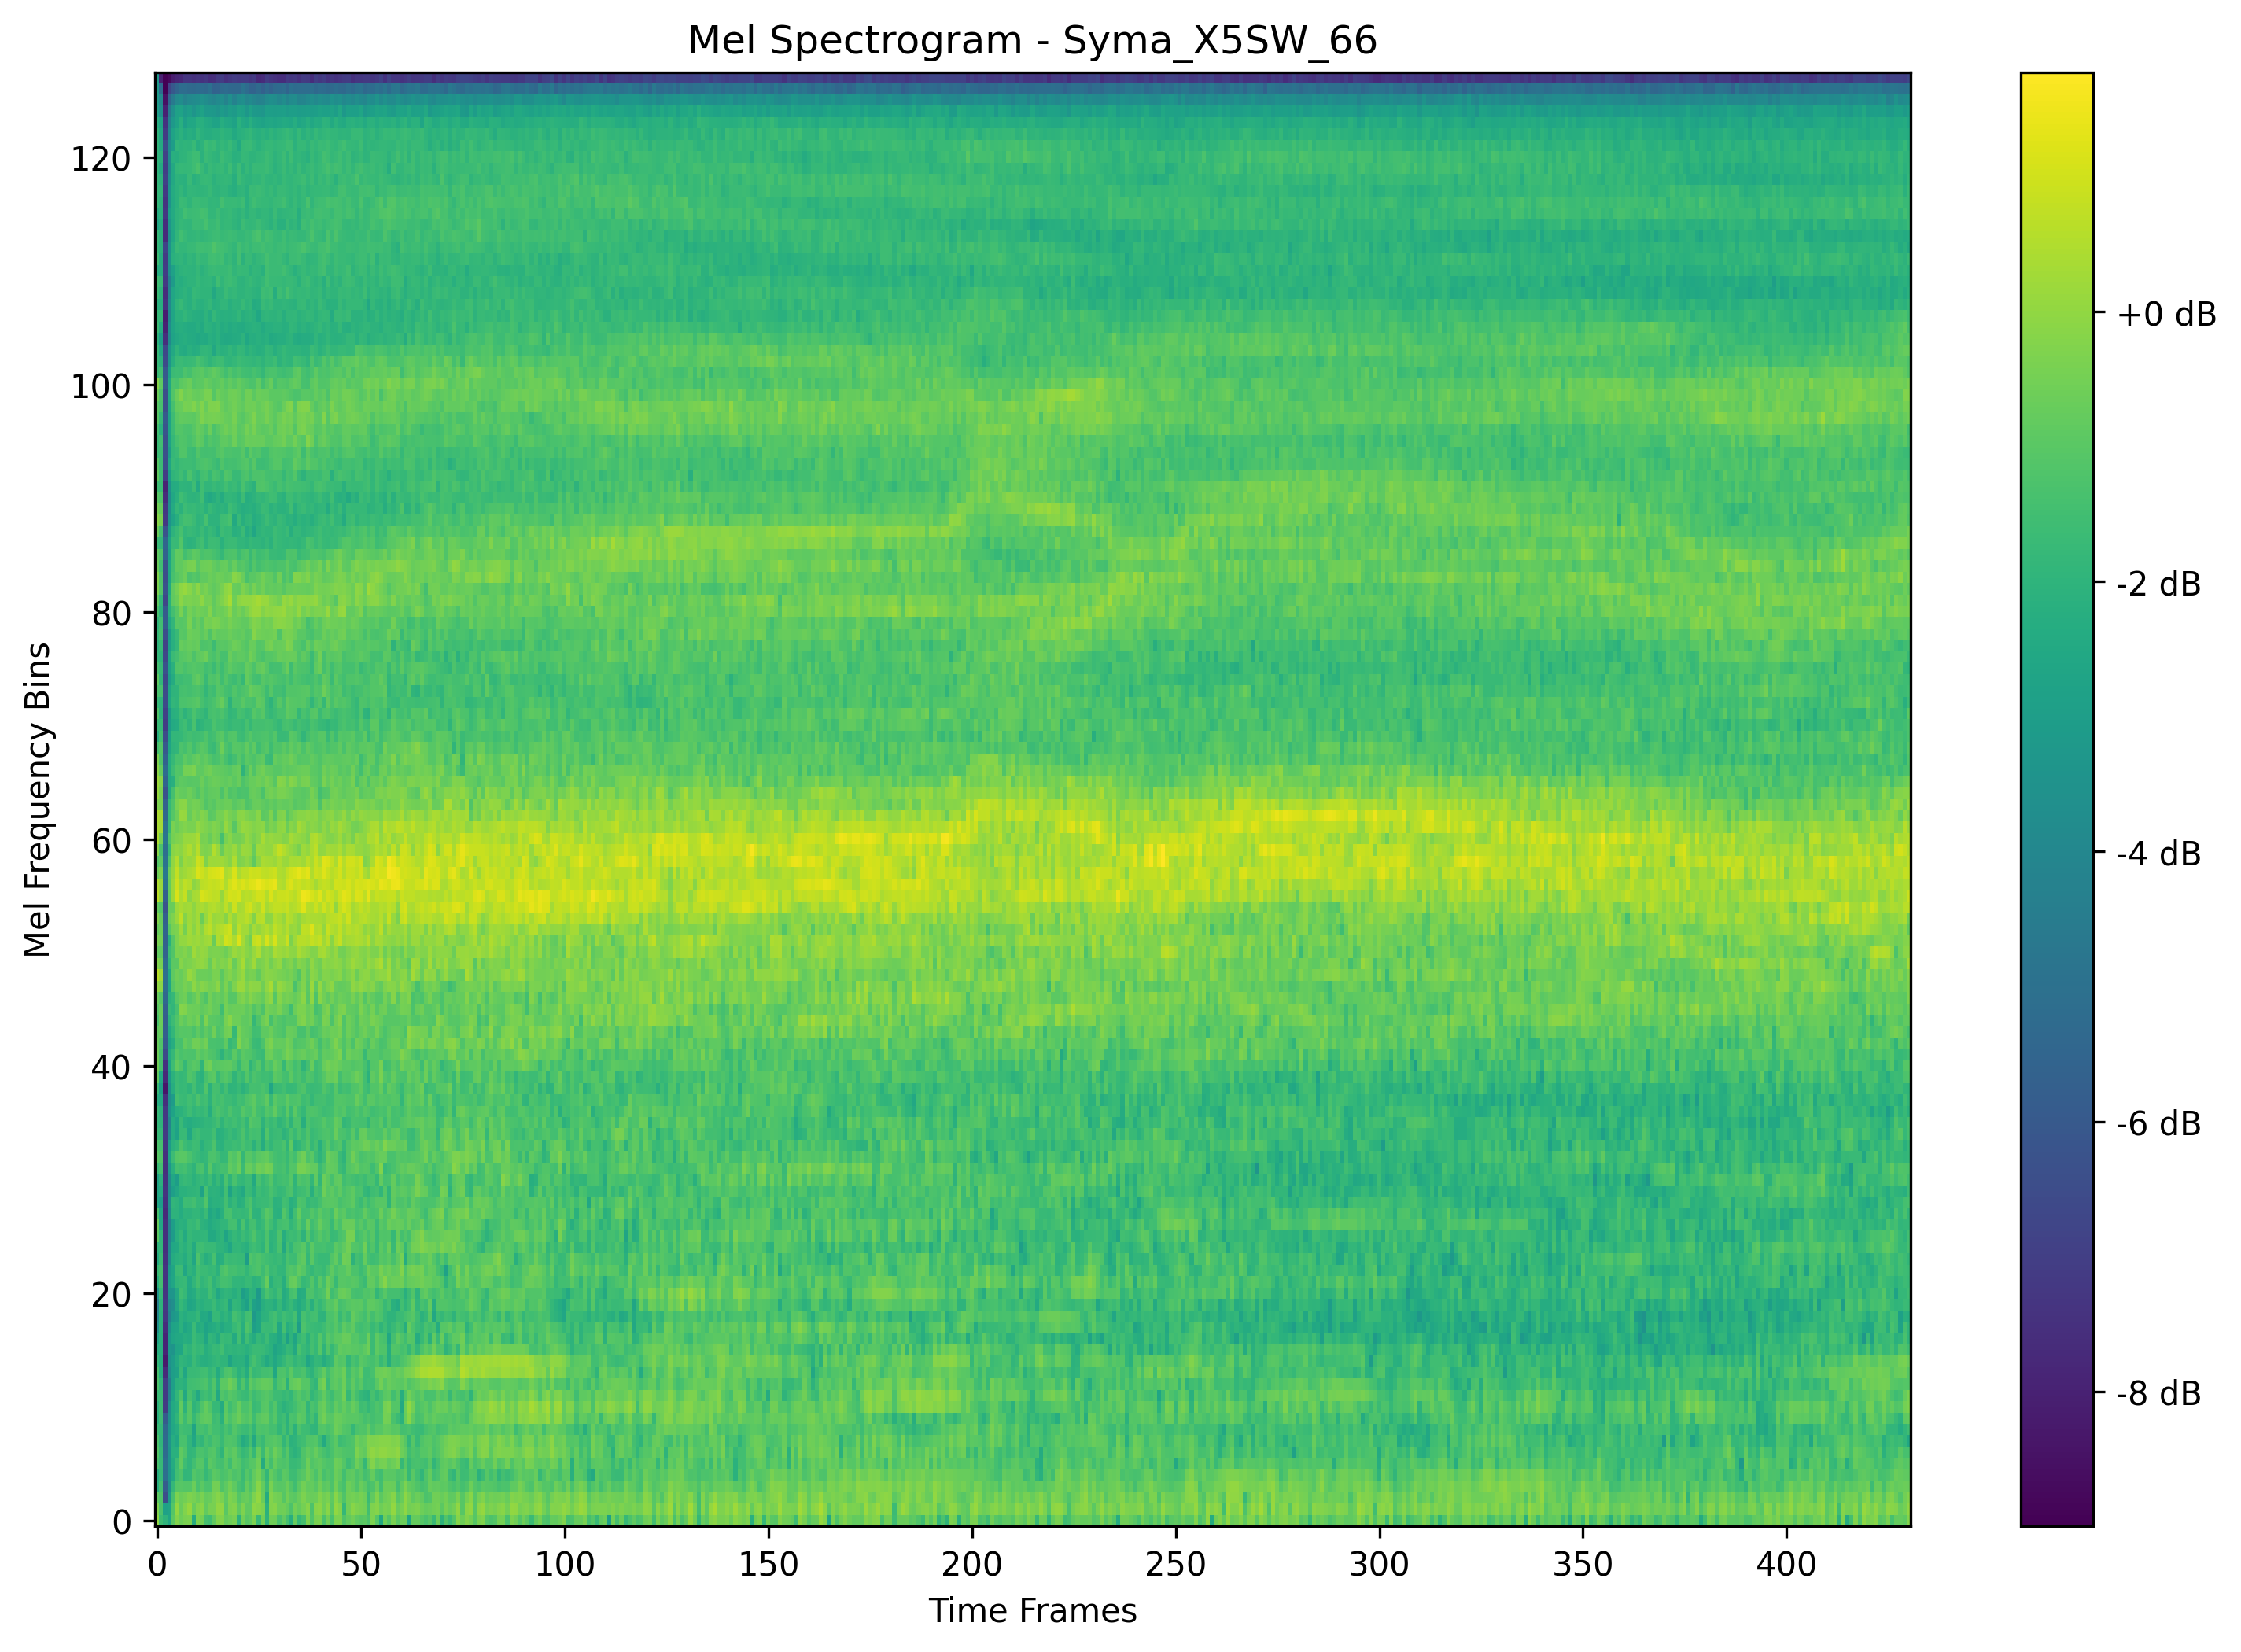 Mel Spectrogram - Syma_X5SW_66
Mel Frequency Bins
120
100
80
60
40
20
0
0 50 100 150 200 250 300 350 400
Time Frames
+0 dB
-2 dB
-4 dB
-6 dB
-8 dB